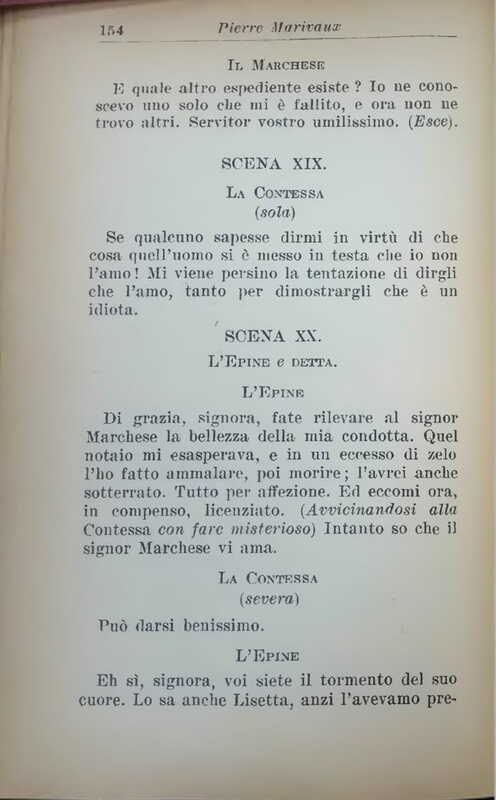 154 Pierre Marivaux
IL MARCHESE
E quale altro espediente esiste ? Io ne cono-
scevo uno solo che mi è fallito, e ora non ne
trovo altri. Servitor vostro umilissimo. (Esce).
SCENA XIX.
LA CONTESSA
(sola)
Se qualcuno sapesse dirmi in virtù di che
cosa quell'uomo si è messo in testa che io non
l'amo! Mi viene persino la tentazione di dirgli
che l'amo, tanto per dimostrargli che è un
idiota.
SCENA XX.
L'EPINE e DETTA.
L'EPINE
Di grazia, signora, fate rilevare al signor
Marchese la bellezza della mia condotta. Quel
notaio mi esasperava, e in un eccesso di zelo
l'ho fatto ammalare, poi morire; l'avrei anche
sotterrato. Tutto per affezione. Ed eccomi ora,
in compenso, licenziato. (Avvicinandosi alla
Contessa con fare misterioso) Intanto so che il
signor Marchese vi ama.
LA CONTESSA
(severa)
Può darsi benissimo.
L'EPINE
Eh sì, signora, voi siete il tormento del suo
cuore. Lo sa anche Lisetta, anzi l'avevamo pre-